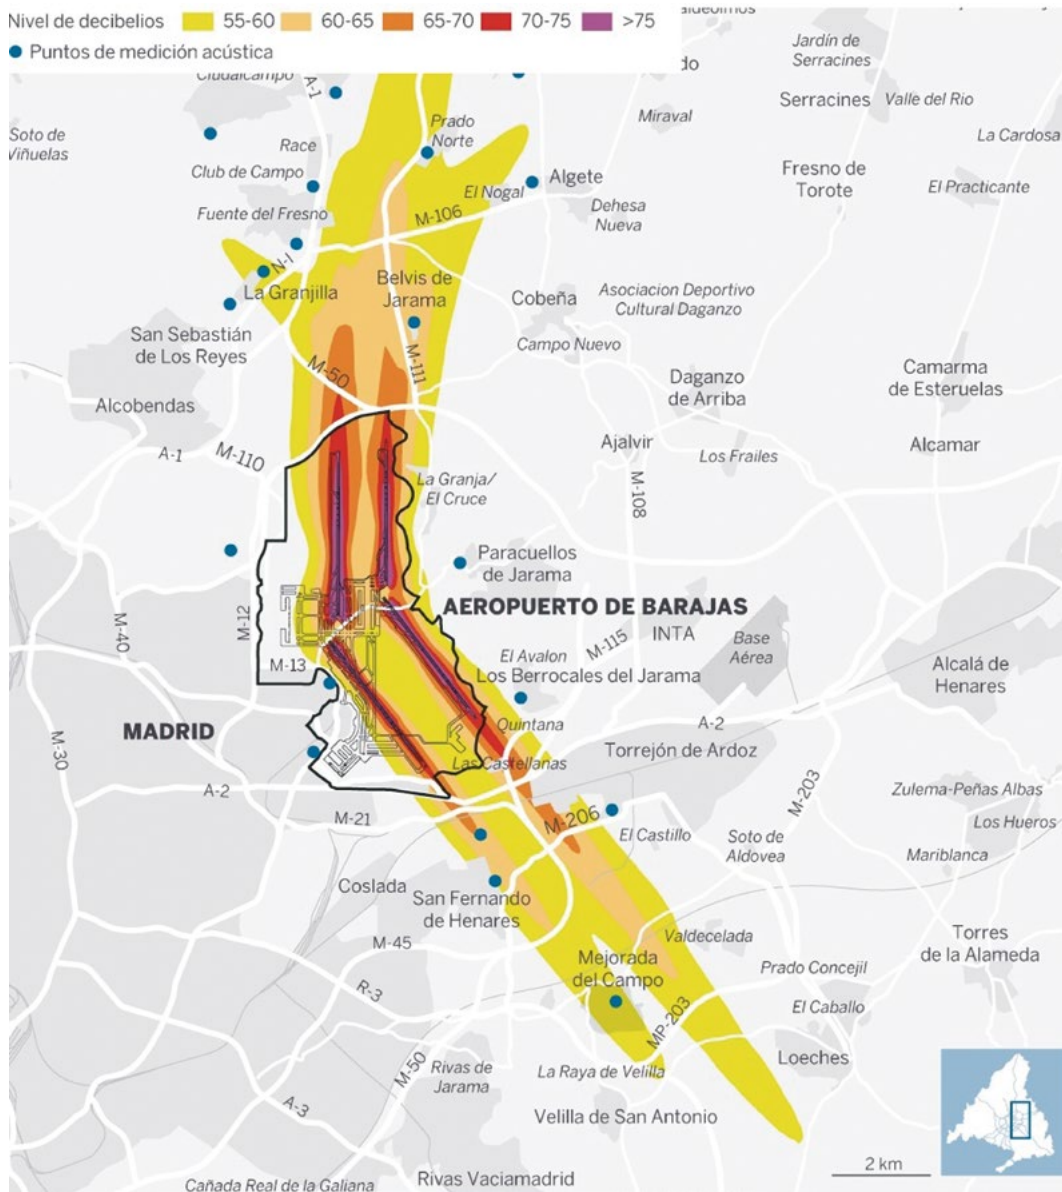 Nivel de decibelios 55-60 60-65 65-70 70-75 >75
Puntos de medición acústica
do
Jardín de
Serracines
Serracines
Valle del Rio
Miraval
La Cardosa
Soto de
Viñuelas
A-1
Race
Prado
Norte
Club de Campo
El Nogal
Algete
Fresno de
Torote
El Practicante
Fuente del Fresno
M-106
Dehesa
Nueva
N-I
La Granjilla
Belvis de
Jarama
Cobeña
Asociacion Deportivo
Cultural Daganzo
San Sebastián
de Los Reyes
M-50
M-111
Campo Nuevo
Daganzo
de Arriba
Camarma
de Esteruelas
Alcobendas
A-1
M-110
Ajalvir
Los Frailes
Alcamar
La Granja/
El Cruce
M-108
Paracuellos
de Jarama
AEROPUERTO DE BARAJAS
M-12
M-40
M-13
M-115
INTA
Base
Aérea
El Avalon
Los Berrocales del Jarama
Alcalá de
Henares
MADRID
M-30
Quintana
A-2
Las Castellanas
Torrejón de Ardoz
A-2
M-21
M-206
El Castillo
M-203
Zulema-Peñas Albas
Los Hueros
Soto de
Aldovea
Mariblanca
Coslada
San Fernando
de Henares
M-45
R-3
Mejorada
del Campo
Valdecelada
Prado Concejil
Torres
de la Alameda
El Caballo
MP-203
M-50
Rivas de
Jarama
La Raya de Velilla
Loeches
A-3
Velilla de San Antonio
Cañada Real de la Galiana
Rivas Vaciamadrid
2 km